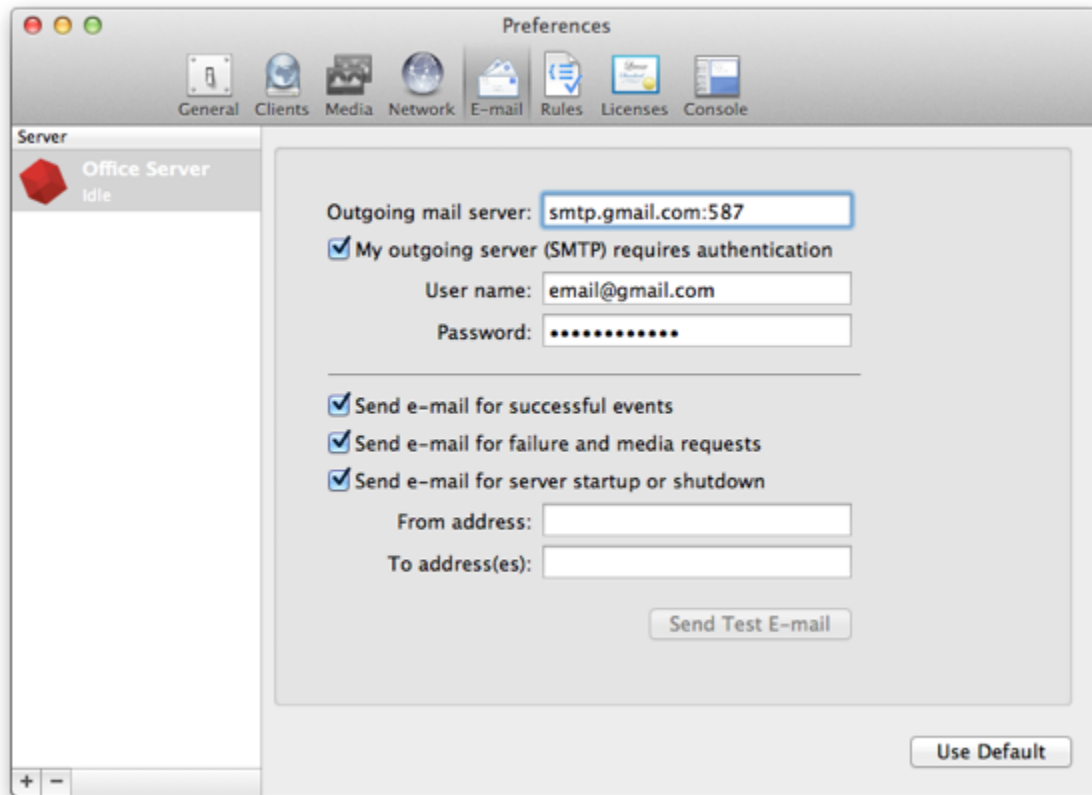 Preferences
General Clients Media Network E-mail Rules Licenses Console
Server
Office Server
Idle
Outgoing mail server: smtp.gmail.com:587
My outgoing server (SMTP) requires authentication
User name: email@gmail.com
Password: ••••••••••••
Send e-mail for successful events
Send e-mail for failure and media requests
Send e-mail for server startup or shutdown
From address:
To address(es):
Send Test E-mail
Use Default
+ −